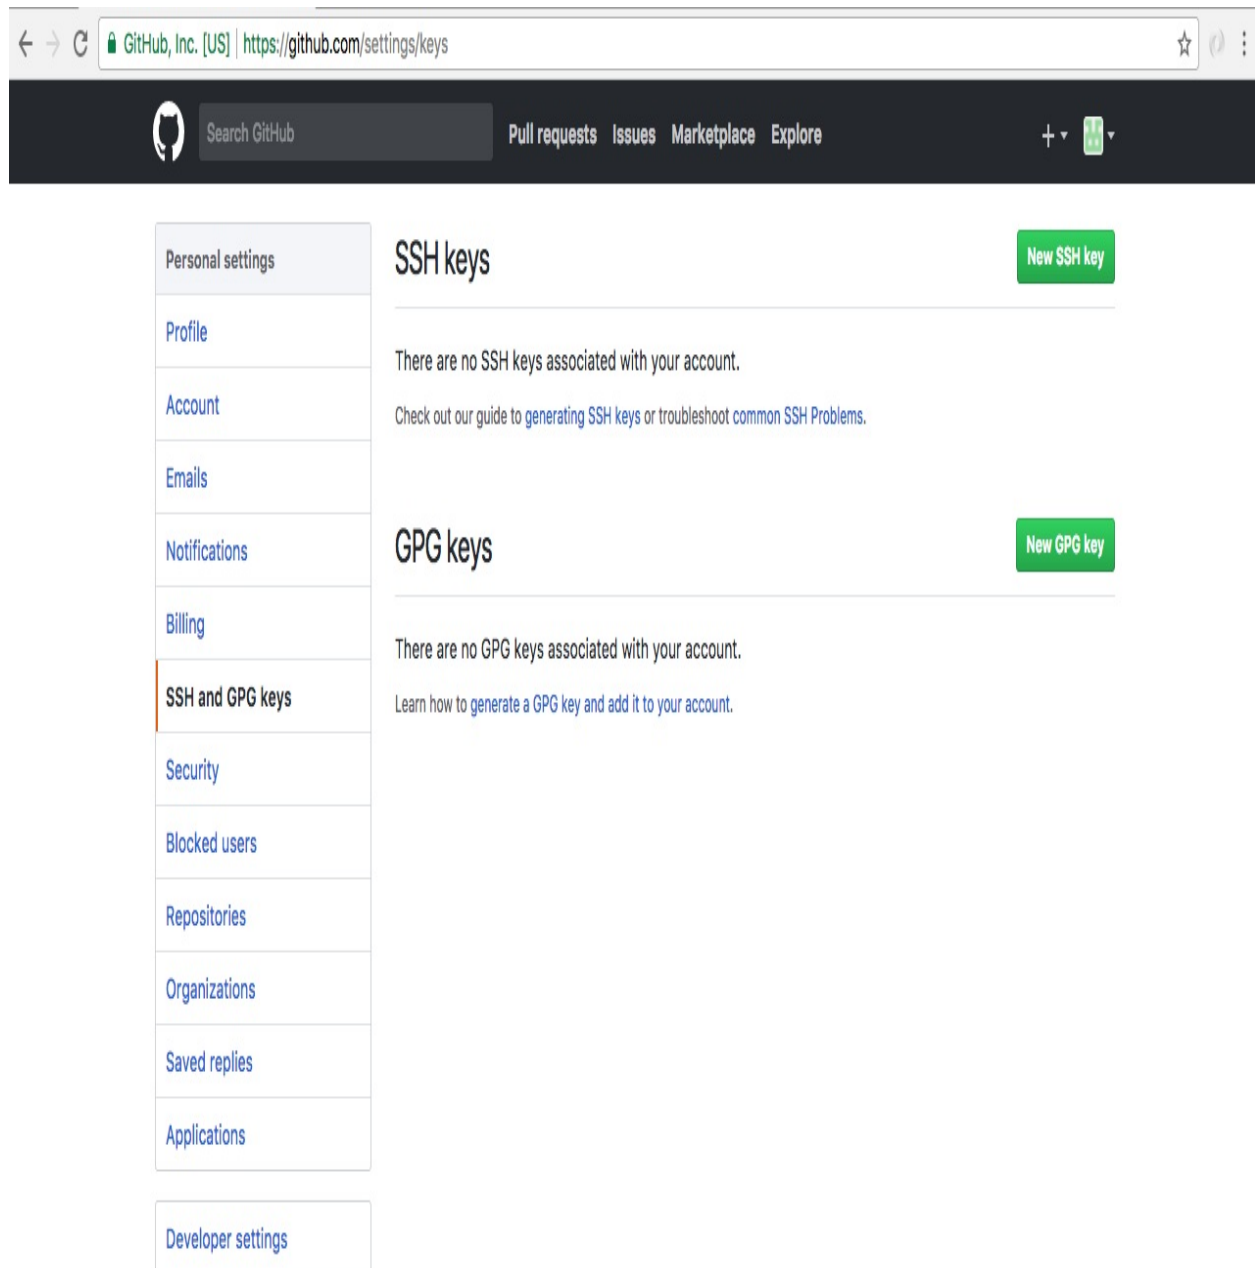 GitHub, Inc. [US] | https://github.com/settings/keys
Search GitHub
Pull requests Issues Marketplace Explore
Personal settings
Profile
Account
Emails
Notifications
Billing
SSH and GPG keys
Security
Blocked users
Repositories
Organizations
Saved replies
Applications
Developer settings
SSH keys
New SSH key
There are no SSH keys associated with your account.
Check out our guide to generating SSH keys or troubleshoot common SSH Problems.
GPG keys
New GPG key
There are no GPG keys associated with your account.
Learn how to generate a GPG key and add it to your account.